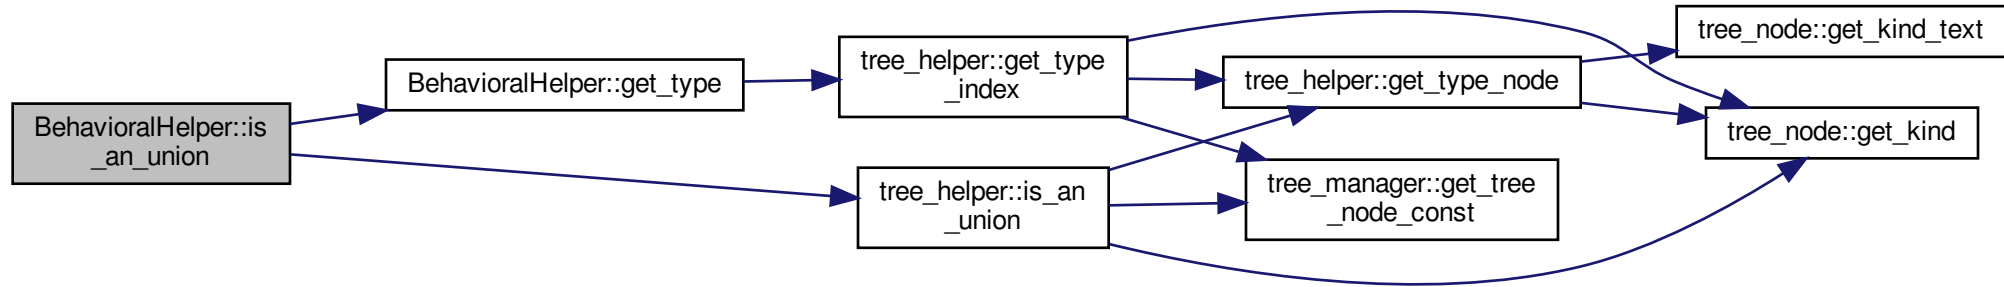 BehavioralHelper::is
_an_union
BehavioralHelper::get_type
tree_helper::get_type
_index
tree_helper::is_an
_union
tree_helper::get_type_node
tree_manager::get_tree
_node_const
tree_node::get_kind_text
tree_node::get_kind